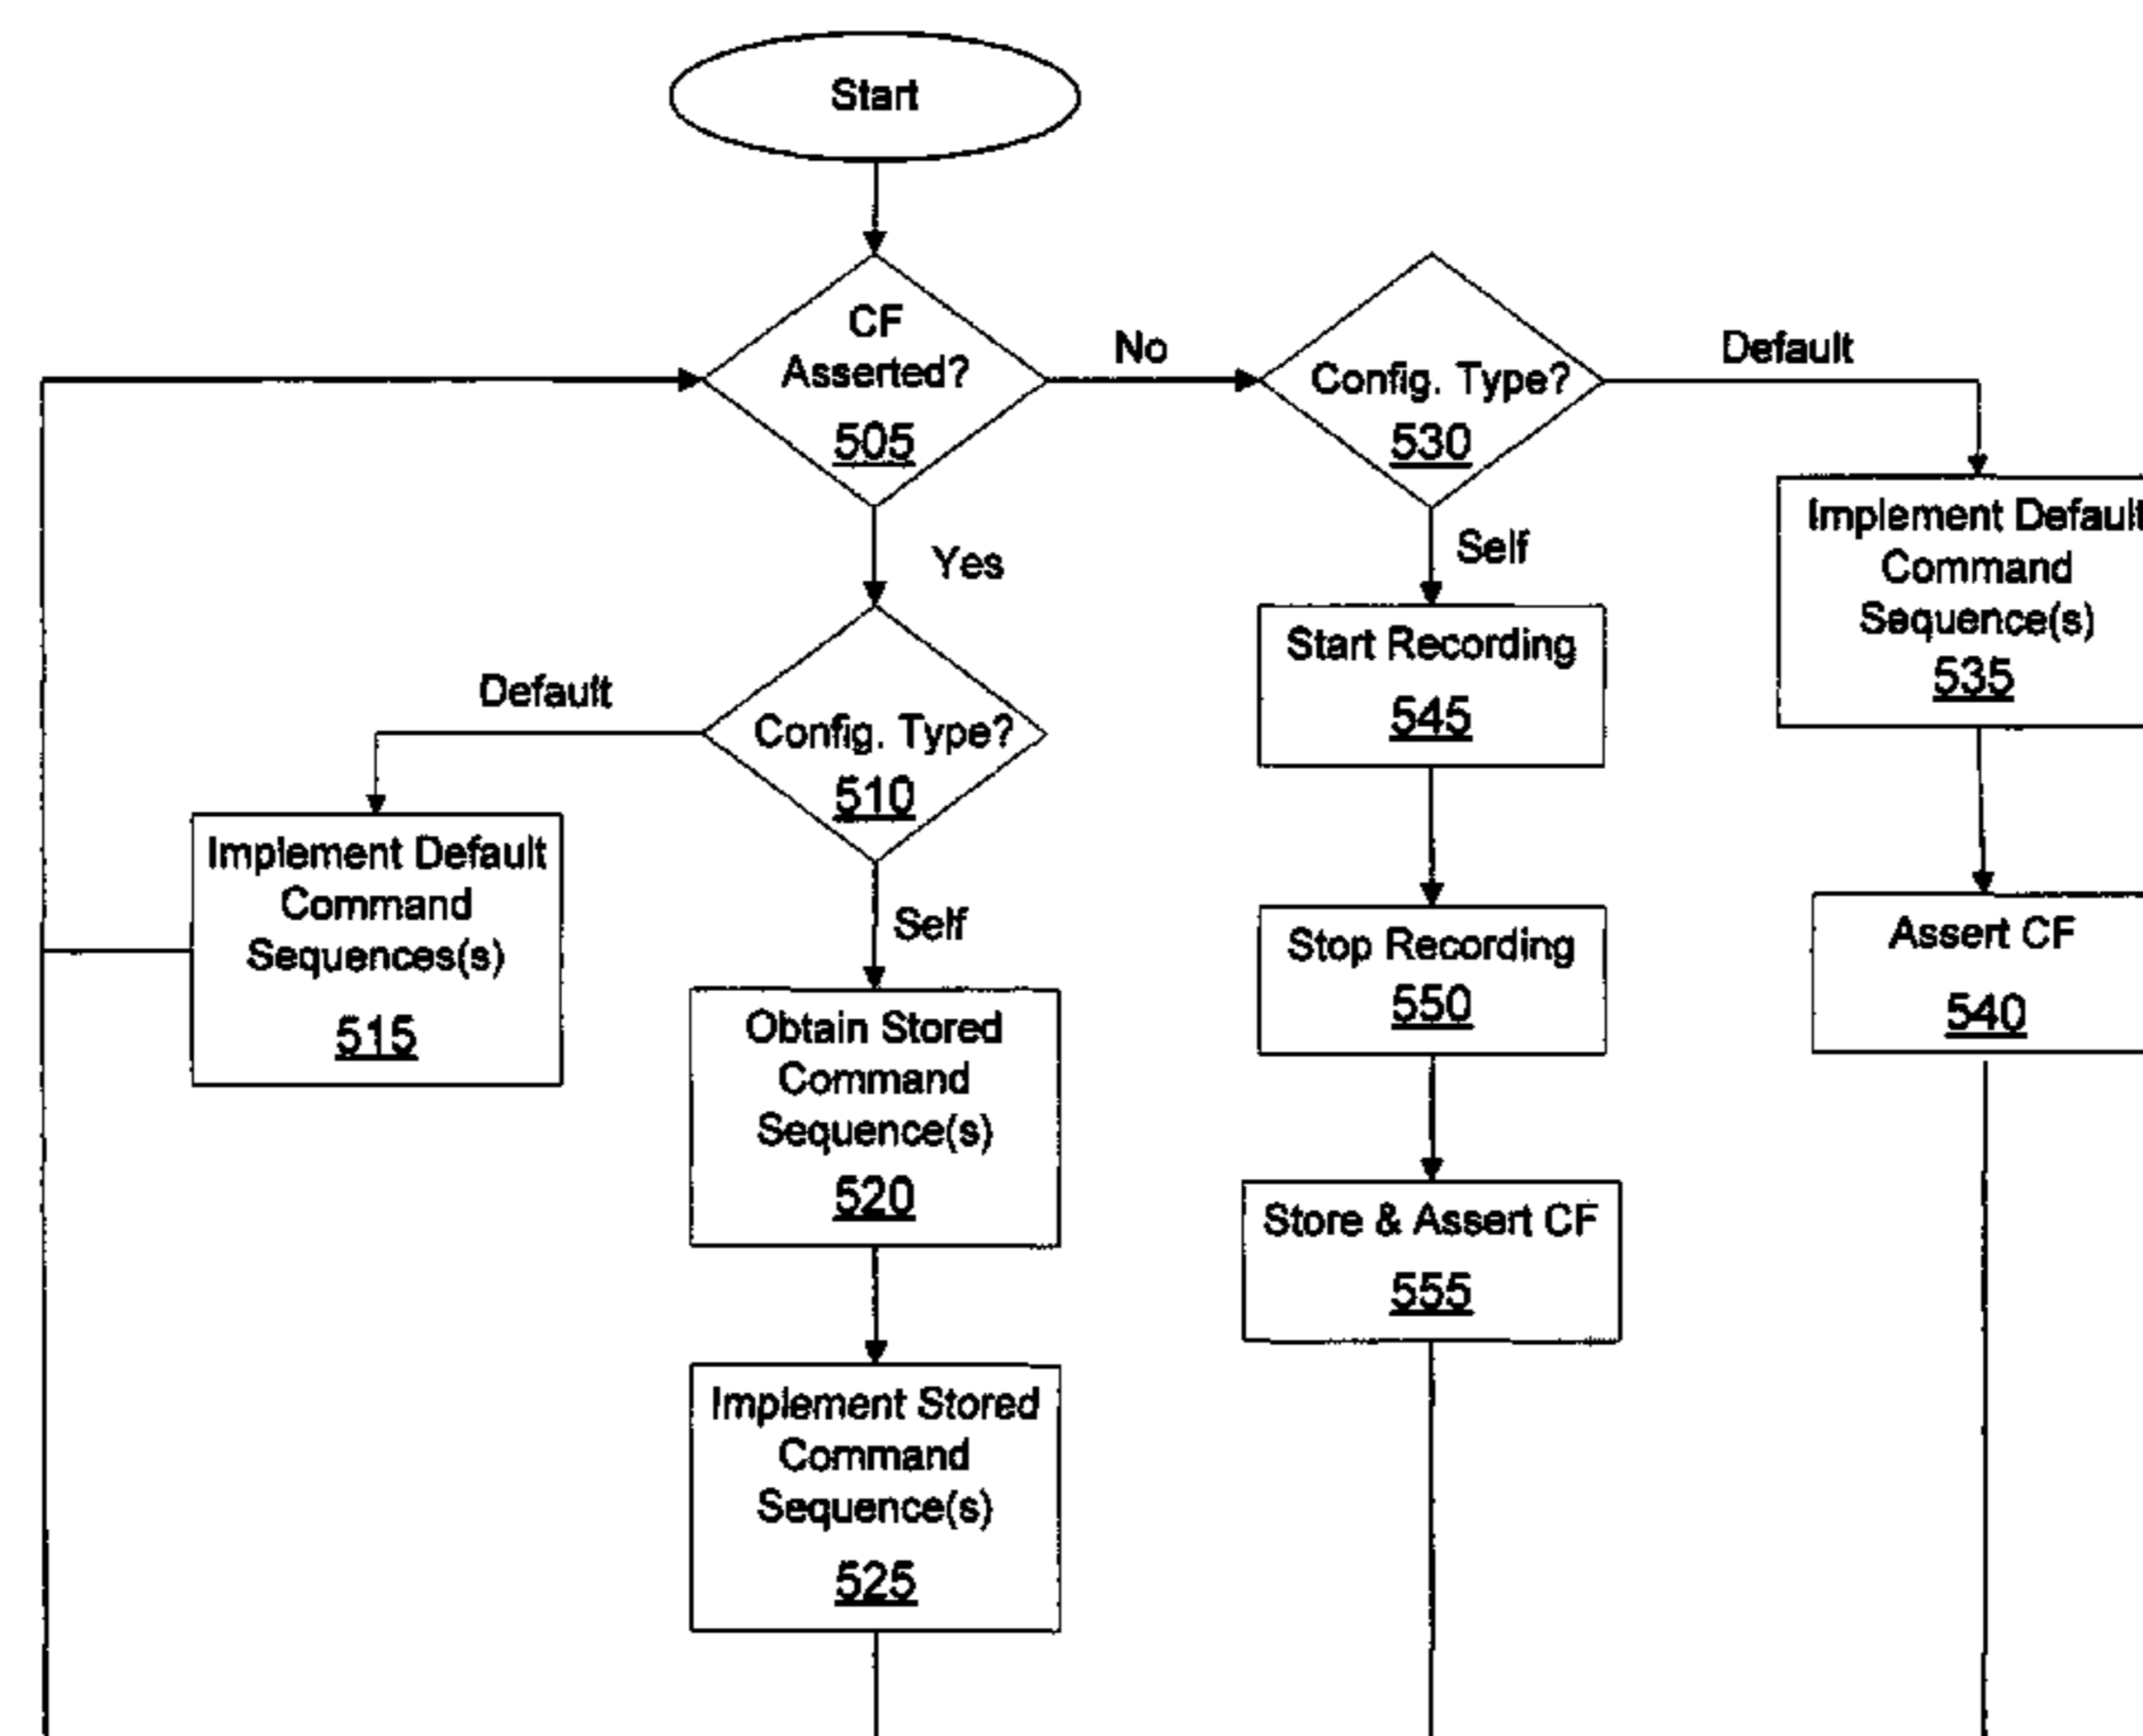 Start
CF
Asserted?
505
No
Config. Type?
530
Default
Implement Default
Command
Sequence(s)
535
Yes
Self
Start Recording
545
Default
Config. Type?
510
Implement Default
Command
Sequences(s)
515
Self
Stop Recording
550
Assert CF
540
Obtain Stored
Command
Sequence(s)
520
Store & Assert CF
555
Implement Stored
Command
Sequence(s)
525